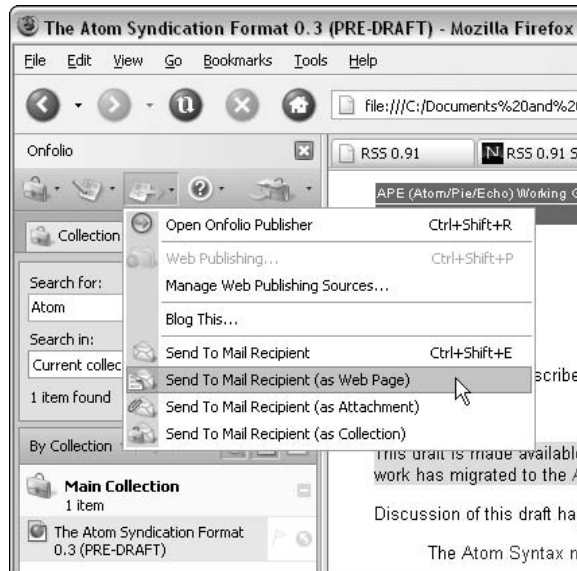 The Atom Syndication Format 0.3 (PRE-DRAFT) - Mozilla Firefox
File Edit View Go Bookmarks Tools Help
file:///C:/Documents%20and%2
Onfolio
RSS 0.91
N RSS 0.91 S
APE (Atom/Pie/Echo) Working
Collection
Open Onfolio Publisher Ctrl+Shift+R
Web Publishing... Ctrl+Shift+P
Manage Web Publishing Sources...
Blog This...
Send To Mail Recipient Ctrl+Shift+E
Send To Mail Recipient (as Web Page)
Send To Mail Recipient (as Attachment)
Send To Mail Recipient (as Collection)
Search for:
Atom
Search in:
Current collec
1 item found
scribe
By Collection
Main Collection
1 item
The Atom Syndication Format
0.3 (PRE-DRAFT)
This draft is made available
work has migrated to the A
Discussion of this draft ha
The Atom Syntax